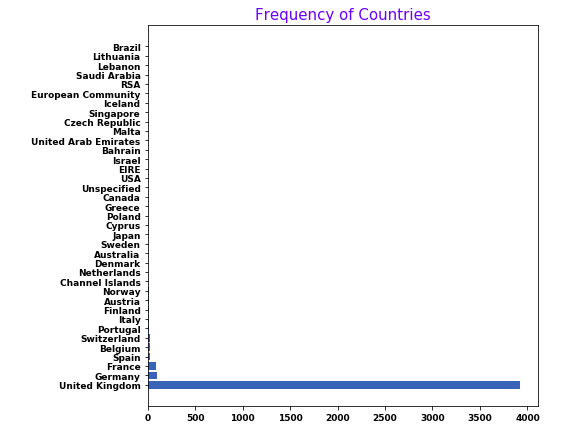 Frequency of Countries
Brazil
Lithuania
Lebanon
Saudi Arabia
RSA
European Community
Iceland
Singapore
Czech Republic
Malta
United Arab Emirates
Bahrain
Israel
EIRE
USA
Unspecified
Canada
Greece
Poland
Cyprus
Japan
Sweden
Australia
Denmark
Netherlands
Channel Islands
Norway
Austria
Finland
Italy
Portugal
Switzerland
Belgium
Spain
France
Germany
United Kingdom
0 500 1000 1500 2000 2500 3000 3500 4000